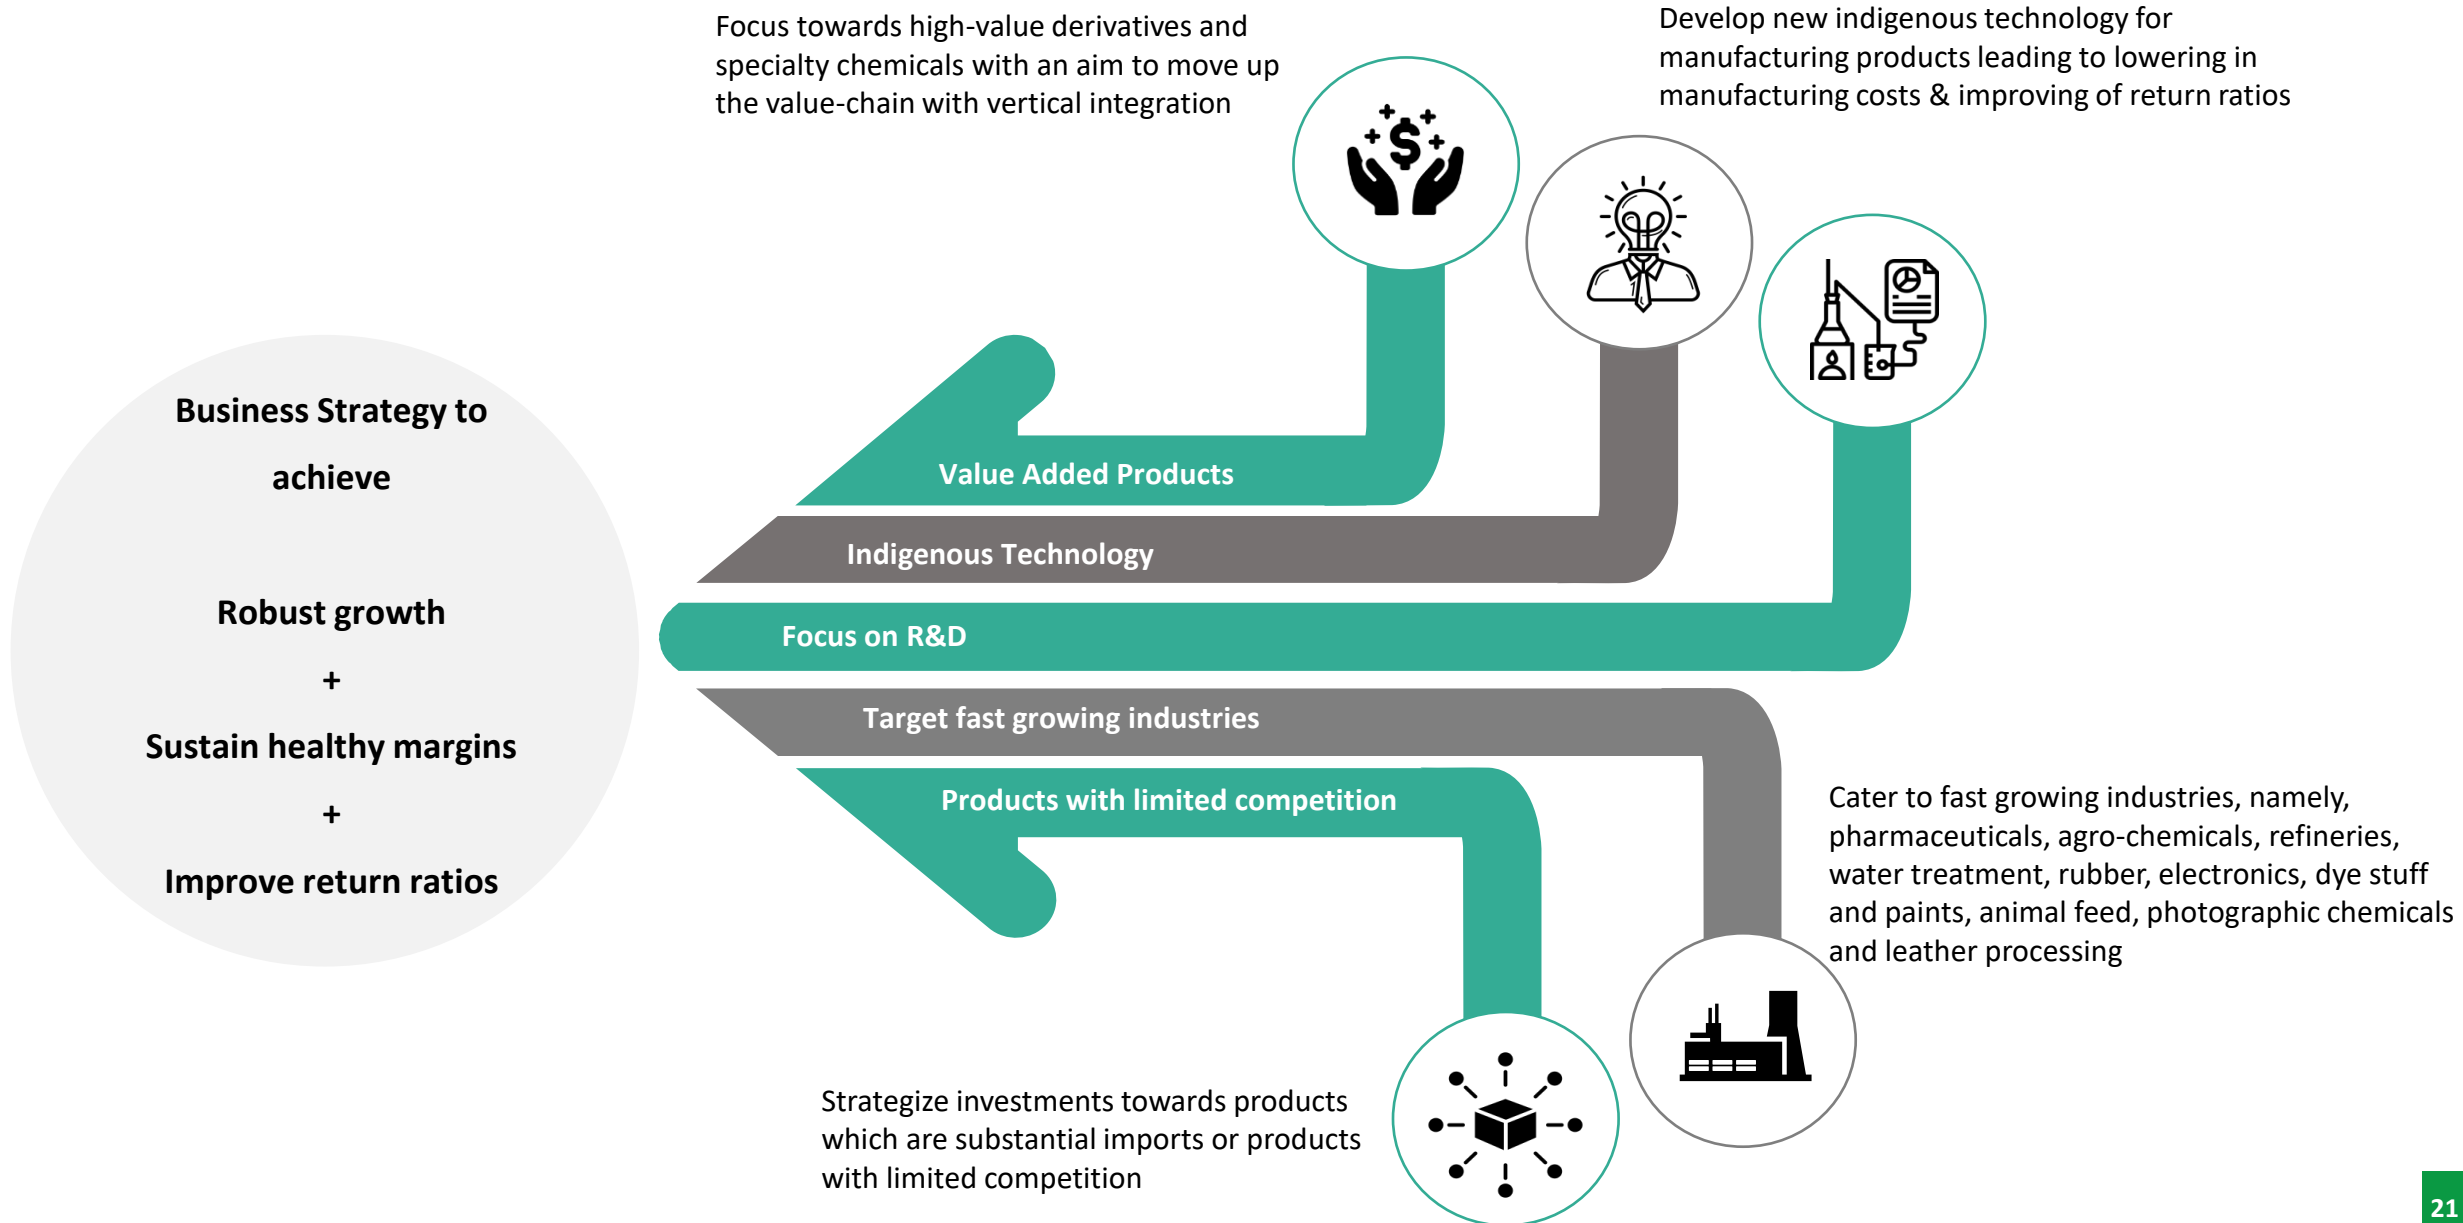 Focus towards high-value derivatives and
specialty chemicals with an aim to move up
the value-chain with vertical integration
Develop new indigenous technology for
manufacturing products leading to lowering in
manufacturing costs & improving of return ratios
Business Strategy to
achieve
Robust growth
+
Sustain healthy margins
+
Improve return ratios
Value Added Products
Indigenous Technology
Focus on R&D
Target fast growing industries
Products with limited competition
Cater to fast growing industries, namely,
pharmaceuticals, agro-chemicals, refineries,
water treatment, rubber, electronics, dye stuff
and paints, animal feed, photographic chemicals
and leather processing
Strategize investments towards products
which are substantial imports or products
with limited competition
21